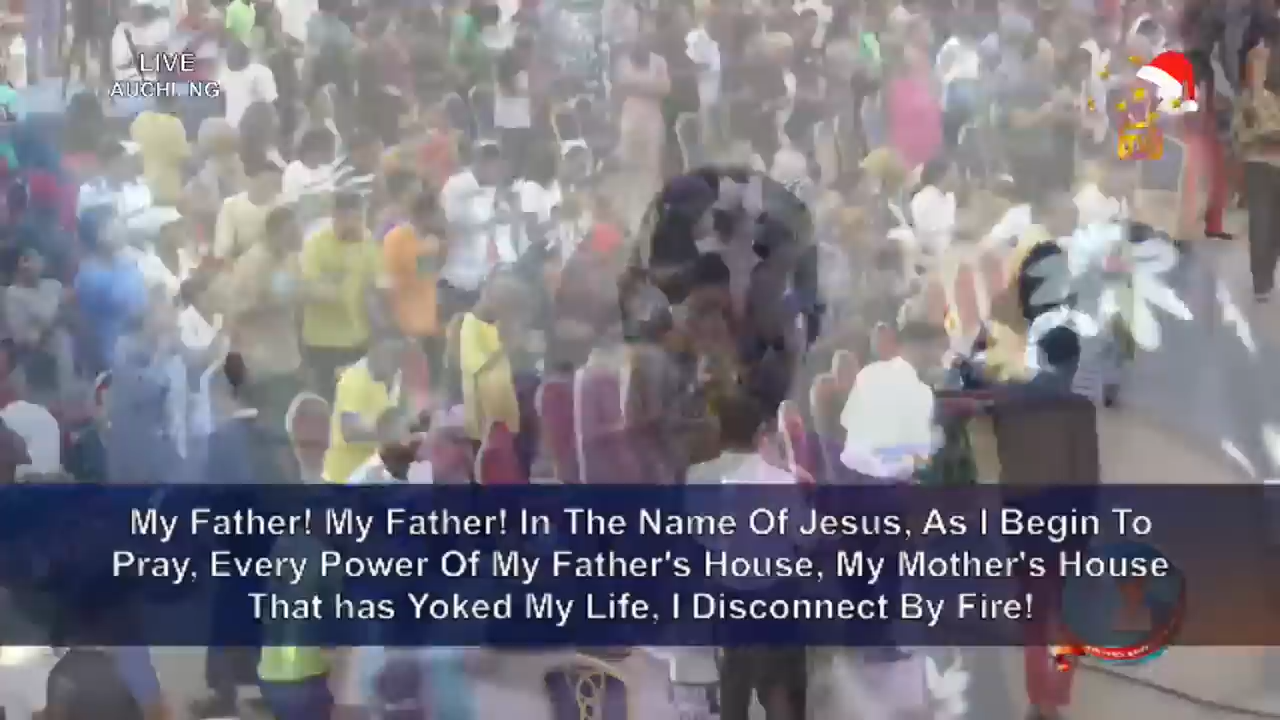 LIVE
AUCHI, NG
My Father! My Father! In The Name Of Jesus, As I Begin To
Pray, Every Power Of My Father's House, My Mother's House
That has Yoked My Life, I Disconnect By Fire!